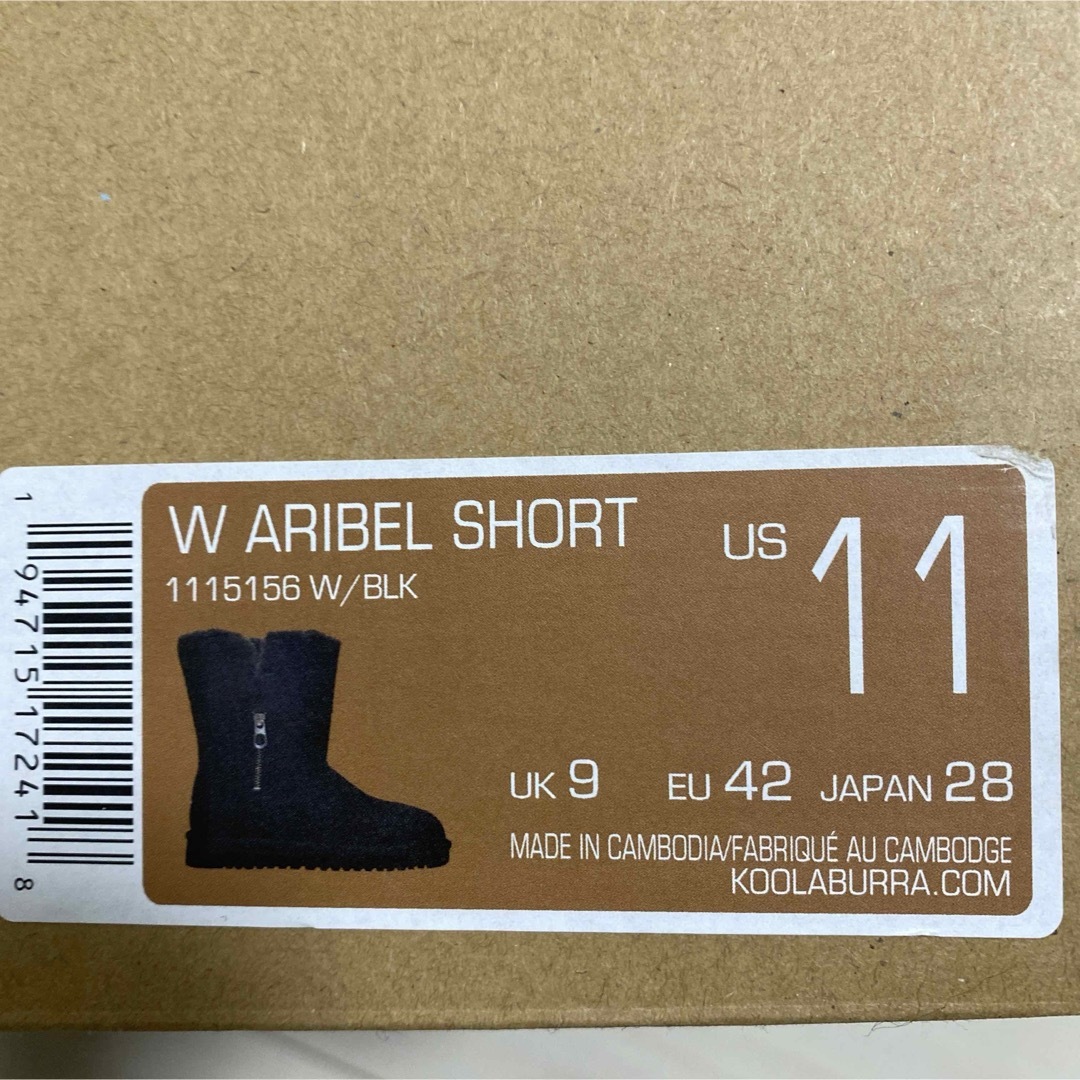 W ARIBEL SHORT
1115156 W/BLK
US 11
UK 9 EU 42 JAPAN 28
MADE IN CAMBODIA/FABRIQUÉ AU CAMBODGE
KOOLABURRA.COM
1 94715 17241 8